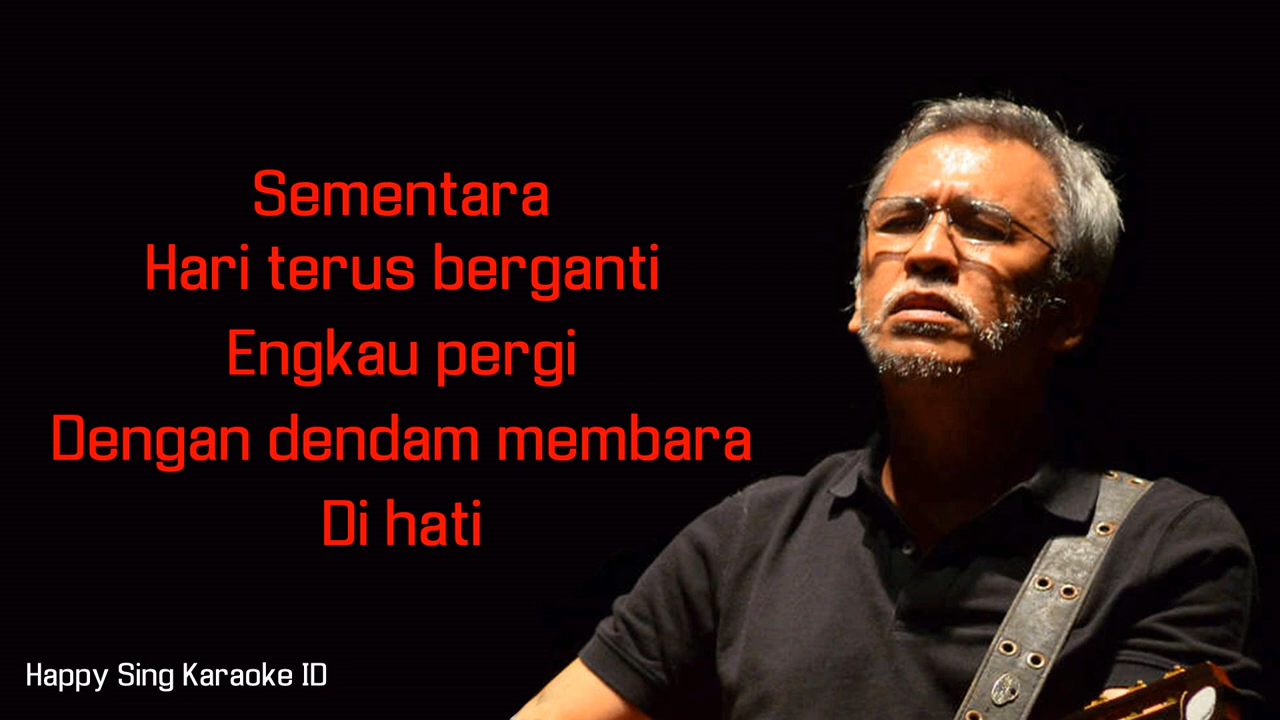 Sementara
Hari terus berganti
Engkau pergi
Dengan dendam membara
Di hati
Happy Sing Karaoke ID